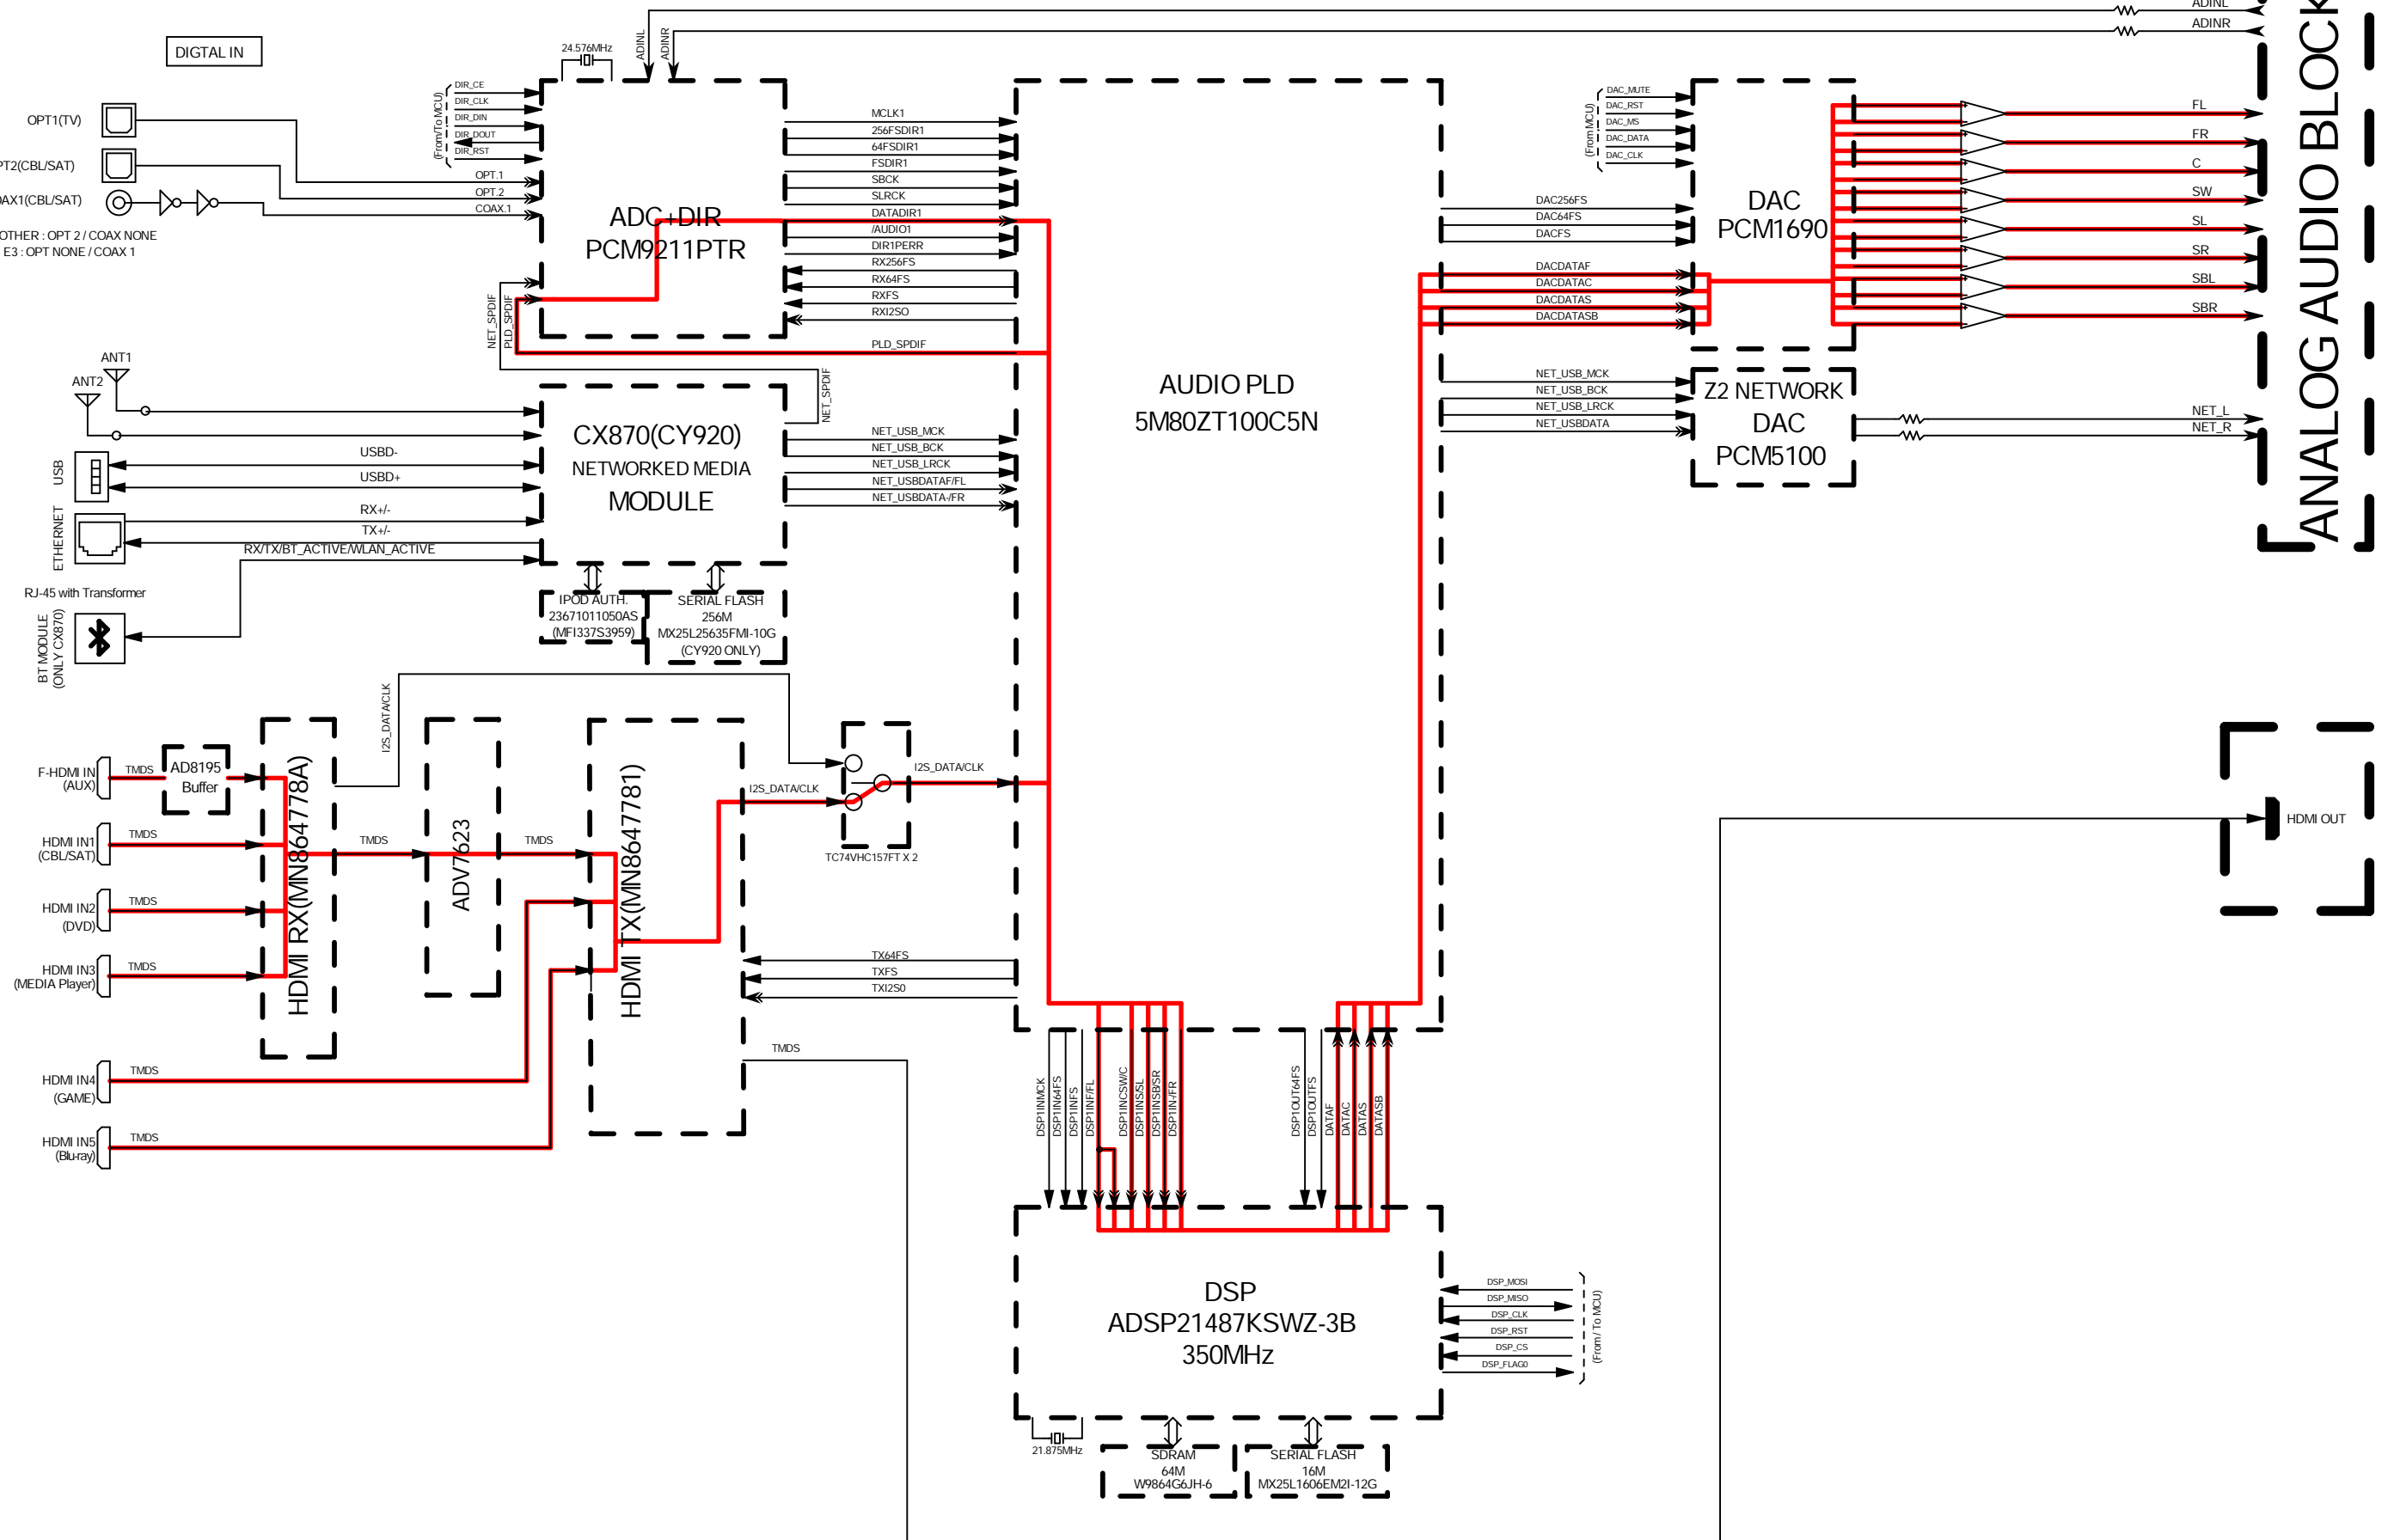 DIGTAL IN
OPT1(TV)
PT2(CBL/SAT)
OAX1(CBL/SAT)
OTHER : OPT 2 / COAX NONE
E3 : OPT NONE / COAX 1
24.576MHz
ADINL
ADINR
(From/To MCU)
DIR_CE
DIR_CLK
DIR_DIN
DIR_DOUT
DIR_RST
OPT.1
OPT.2
COAX.1
ADC+DIR
PCM9211PTR
NET_SPDIF
PLD_SPDIF
MCLK1
256FSDIR1
64FSDIR1
FSDIR1
SBCK
SLRCK
DATADIR1
/AUDIO1
DIR1PERR
RX256FS
RX64FS
RXFS
RXI2SO
PLD_SPDIF
NET_SPDIF
ANT1
ANT2
USB
USBD-
USBD+
ETHERNET
RX+/-
TX+/-
RX/TX/BT_ACTIVE/WLAN_ACTIVE
RJ-45 with Transformer
BT MODULE
(ONLY CX870)
CX870(CY920)
NETWORKED MEDIA
MODULE
NET_USB_MCK
NET_USB_BCK
NET_USB_LRCK
NET_USBDATAF/FL
NET_USBDATA-/FR
IPOD AUTH.
23671011050AS
(MFI337S3959)
SERIAL FLASH
256M
MX25L25635FMI-10G
(CY920 ONLY)
AUDIO PLD
5M80ZT100C5N
(From MCU)
DAC_MUTE
DAC_RST
DAC_MS
DAC_DATA
DAC_CLK
DAC256FS
DAC64FS
DACFS
DACDATAF
DACDATAC
DACDATAS
DACDATASB
DAC
PCM1690
NET_USB_MCK
NET_USB_BCK
NET_USB_LRCK
NET_USBDATA
Z2 NETWORK
DAC
PCM5100
ADINL
ADINR
FL
FR
C
SW
SL
SR
SBL
SBR
NET_L
NET_R
ANALOG AUDIO BLOCK
F-HDMI IN
(AUX)
TMDS
AD8195
Buffer
HDMI IN1
(CBL/SAT)
TMDS
HDMI IN2
(DVD)
TMDS
HDMI IN3
(MEDIA Player)
TMDS
HDMI IN4
(GAME)
TMDS
HDMI IN5
(Blu-ray)
TMDS
HDMI RX(MN8647778A)
I2S_DATA/CLK
TMDS
ADV7623
TMDS
HDMI TX(MN8647781)
I2S_DATA/CLK
I2S_DATA/CLK
TC74VHC157FT X 2
TX64FS
TXFS
TXI2S0
TMDS
HDMI OUT
DSP1INMCK
DSP1IN64FS
DSP1INFS
DSP1INF/FL
DSP1INCSW/C
DSP1INS/SL
DSP1INSB/SR
DSP1IN-/FR
DSP1OUT64FS
DSP1OUTFS
DATAF
DATAC
DATAS
DATASB
DSP
ADSP21487KSWZ-3B
350MHz
DSP_MOSI
DSP_MISO
DSP_CLK
DSP_RST
DSP_CS
DSP_FLAG0
(From / To MCU)
21.875MHz
SDRAM
64M
W9864G6JH-6
SERIAL FLASH
16M
MX25L1606EM2I-12G